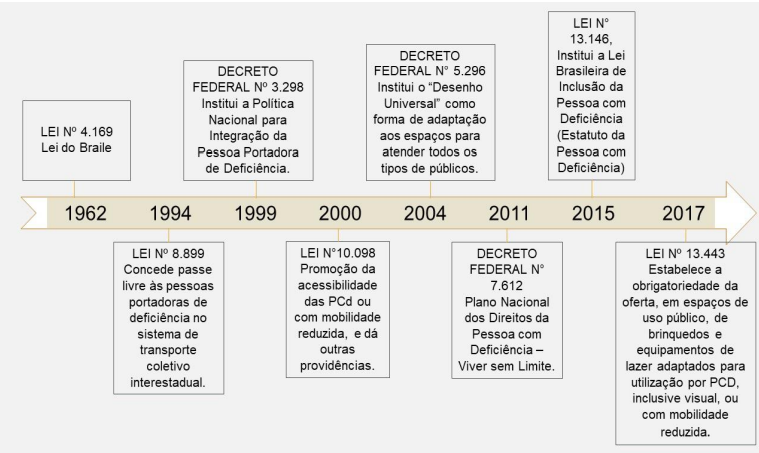 LEI Nº 4.169
Lei do Braile
DECRETO
FEDERAL Nº 3.298
Institui a Política
Nacional para
Integração da
Pessoa Portadora
de Deficiência.
DECRETO
FEDERAL N° 5.296
Institui o “Desenho
Universal” como
forma de adaptação
aos espaços para
atender todos os
tipos de públicos.
LEI N°
13.146,
Institui a Lei
Brasileira de
Inclusão da
Pessoa com
Deficiência
(Estatuto da
Pessoa com
Deficiência)
1962 1994 1999 2000 2004 2011 2015 2017
LEI Nº 8.899
Concede passe
livre às pessoas
portadoras de
deficiência no
sistema de
transporte
coletivo
interestadual.
LEI N°10.098
Promoção da
acessibilidade
das PCd ou
com mobilidade
reduzida, e dá
outras
providências.
DECRETO
FEDERAL N°
7.612
Plano Nacional
dos Direitos da
Pessoa com
Deficiência –
Viver sem Limite.
LEI Nº 13.443
Estabelece a
obrigatoriedade da
oferta, em espaços de
uso público, de
brinquedos e
equipamentos de
lazer adaptados para
utilização por PCD,
inclusive visual, ou
com mobilidade
reduzida.